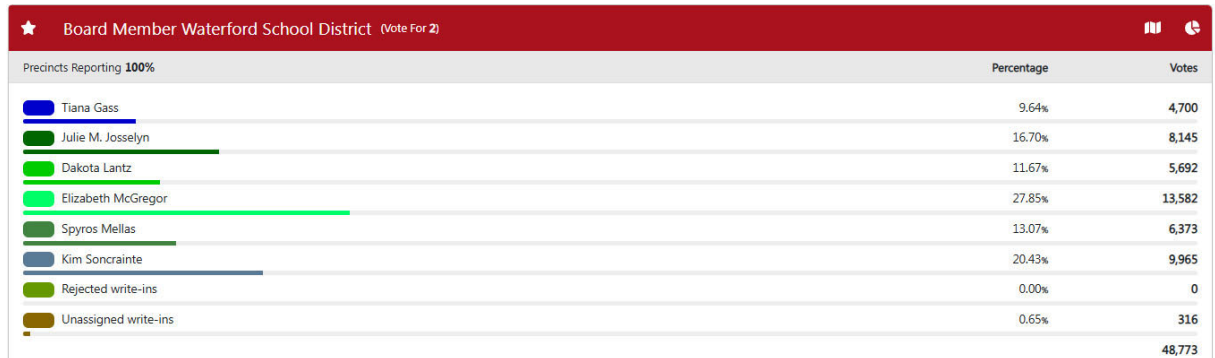 Board Member Waterford School District (Vote For 2)
Precincts Reporting 100% Percentage Votes
Tiana Gass 9.64% 4,700
Julie M. Josselyn 16.70% 8,145
Dakota Lantz 11.67% 5,692
Elizabeth McGregor 27.85% 13,582
Spyros Mellas 13.07% 6,373
Kim Soncrainte 20.43% 9,965
Rejected write-ins 0.00% 0
Unassigned write-ins 0.65% 316
48,773